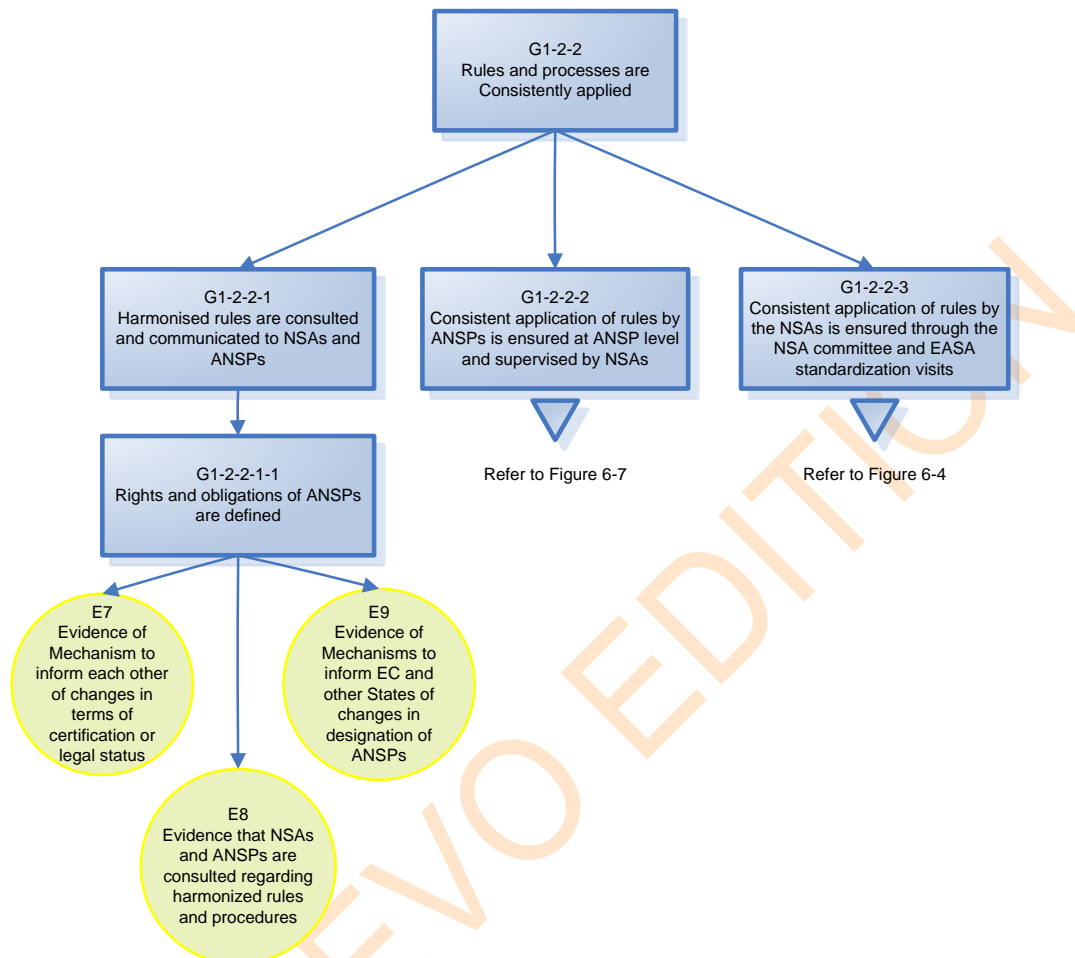 G1-2-2
Rules and processes are
Consistently applied
G1-2-2-1
Harmonised rules are consulted
and communicated to NSAs and
ANSPs
G1-2-2-2
Consistent application of rules by
ANSPs is ensured at ANSP level
and supervised by NSAs
G1-2-2-3
Consistent application of rules by
the NSAs is ensured through the
NSA committee and EASA
standardization visits
Refer to Figure 6-7
Refer to Figure 6-4
G1-2-2-1-1
Rights and obligations of ANSPs
are defined
E7
Evidence of
Mechanism to
inform each other
of changes in
terms of
certification or
legal status
E9
Evidence of
Mechanisms to
inform EC and
other States of
changes in
designation of
ANSPs
E8
Evidence that NSAs
and ANSPs are
consulted regarding
harmonized rules
and procedures
EVO EDITION